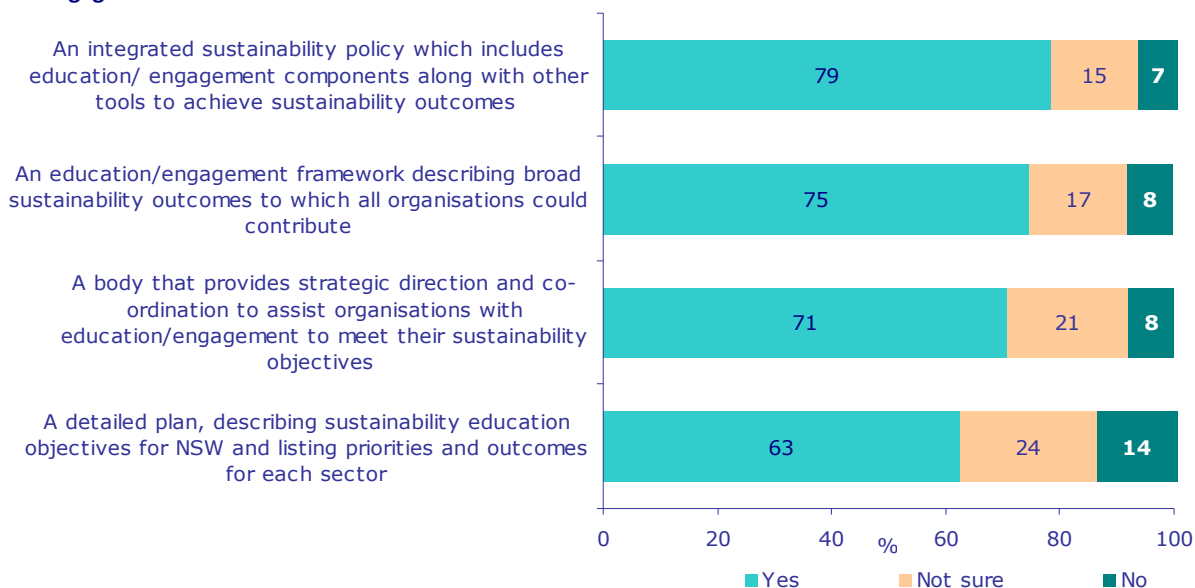 An integrated sustainability policy which includes
education/ engagement components along with other
tools to achieve sustainability outcomes
79 15 7
An education/engagement framework describing broad
sustainability outcomes to which all organisations could
contribute
75 17 8
A body that provides strategic direction and co-
ordination to assist organisations with
education/engagement to meet their sustainability
objectives
71 21 8
A detailed plan, describing sustainability education
objectives for NSW and listing priorities and outcomes
for each sector
63 24 14
0 20 40 % 60 80 100
Yes Not sure No